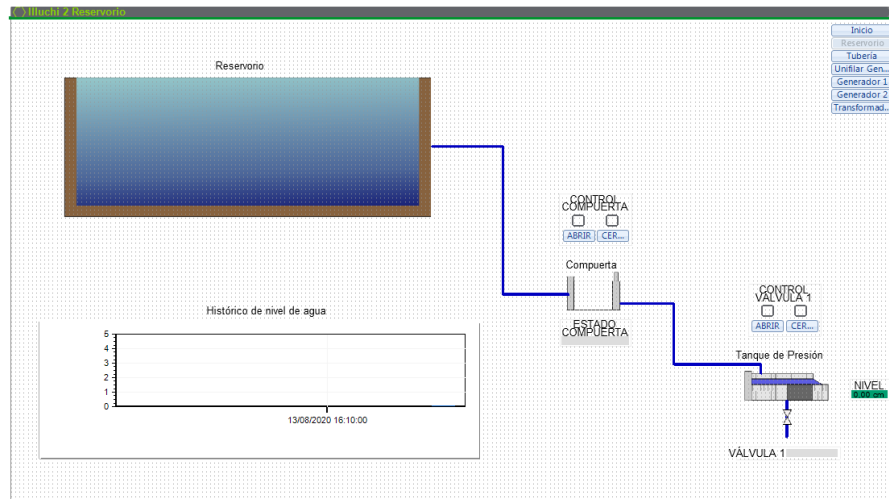 Illuchi 2 Reservorio
Inicio
Reservorio
Tubería
Unifilar Gen...
Generador 1
Generador 2
Transformad...
Reservorio
CONTROL
COMPUERTA
ABRIR CER...
Compuerta
ESTADO
COMPUERTA
CONTROL
VÁLVULA 1
ABRIR CER...
Tanque de Presión
NIVEL
0.00 cm
VÁLVULA 1
Histórico de nivel de agua
5
4
3
2
1
0
13/08/2020 16:10:00